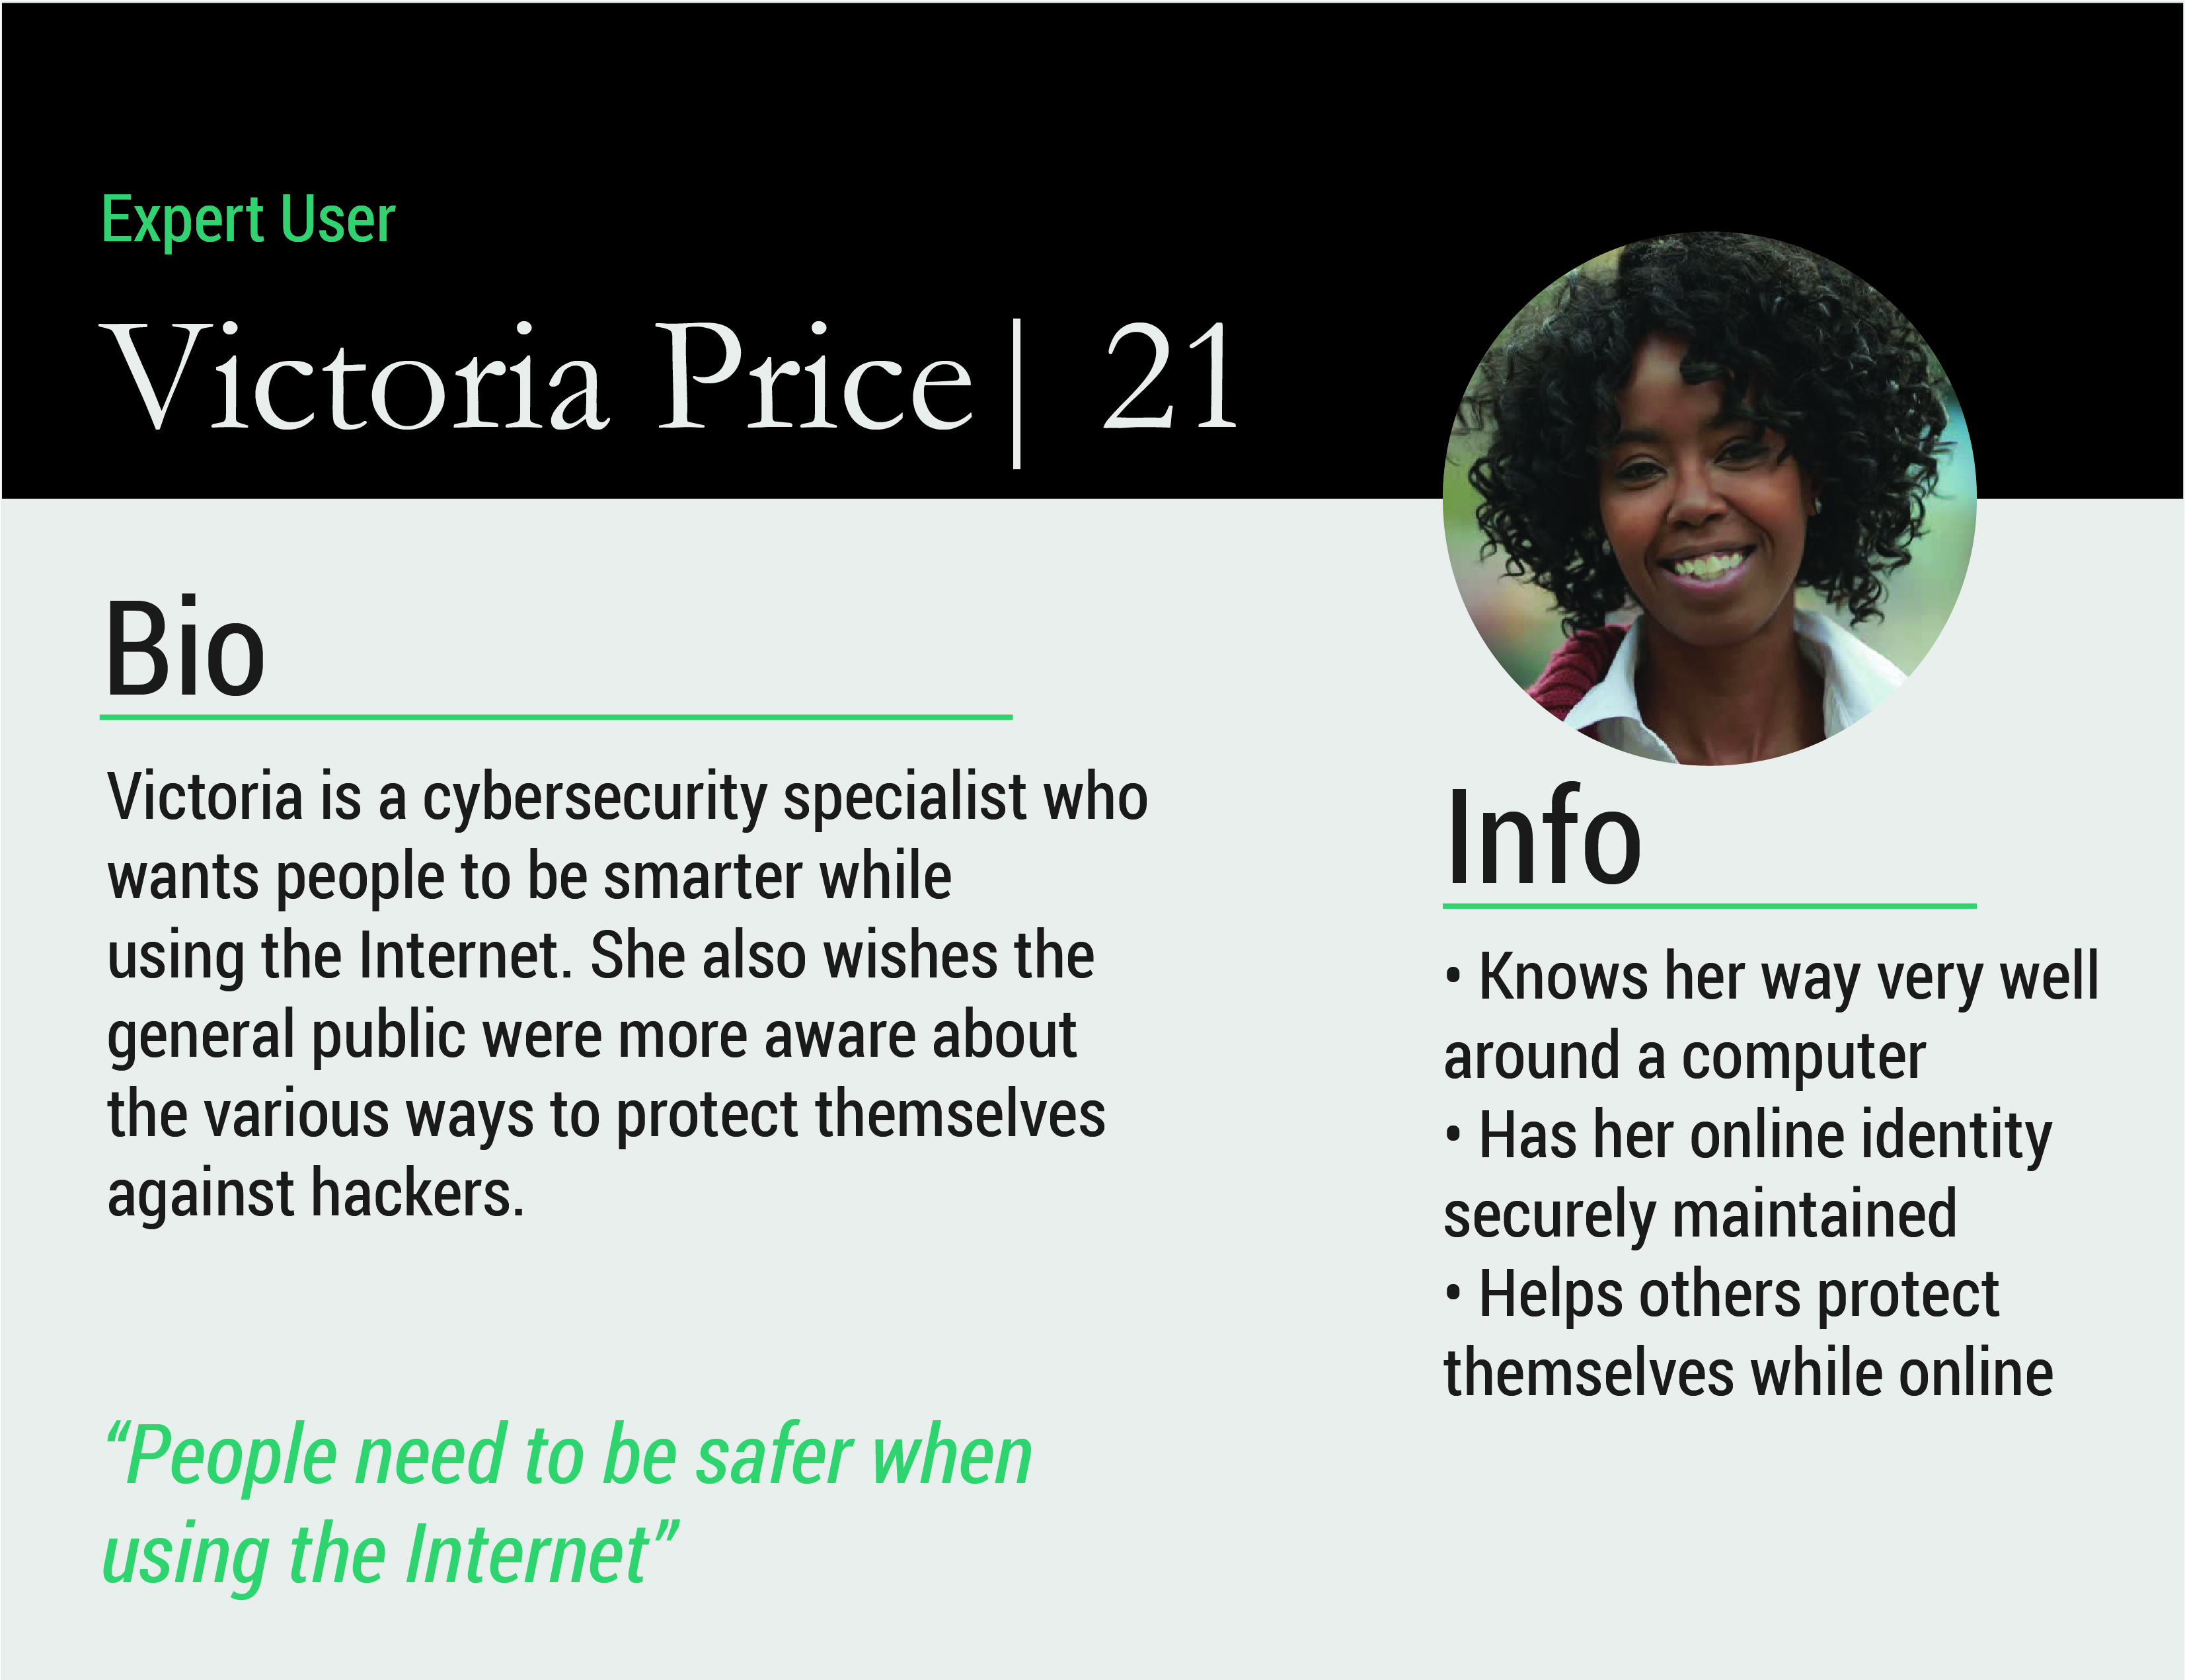 Expert User
Victoria Price| 21
Bio
Victoria is a cybersecurity specialist who
wants people to be smarter while
using the Internet. She also wishes the
general public were more aware about
the various ways to protect themselves
against hackers.
“People need to be safer when
using the Internet”
Info
• Knows her way very well
around a computer
• Has her online identity
securely maintained
• Helps others protect
themselves while online